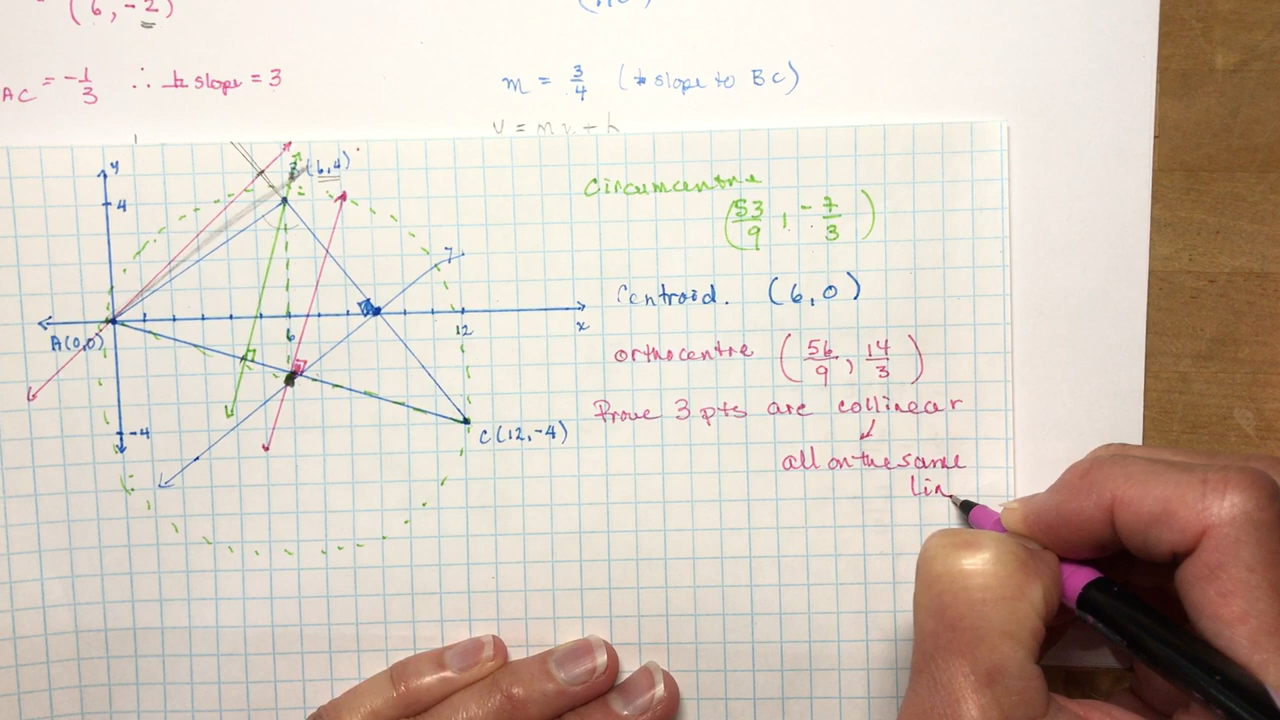 (6, -2)
AC = -1/3 ∴ ⊥ slope = 3
m = 3/4 (⊥ slope to BC)
y
(6,4)
4
Circumcentre
(53/9, -7/3)
Centroid. (6,0)
x
12
6
A(0,0)
orthocentre (56/9, 14/3)
Prove 3 pts are collinear
-4
C(12,-4)
all on the same
Lin